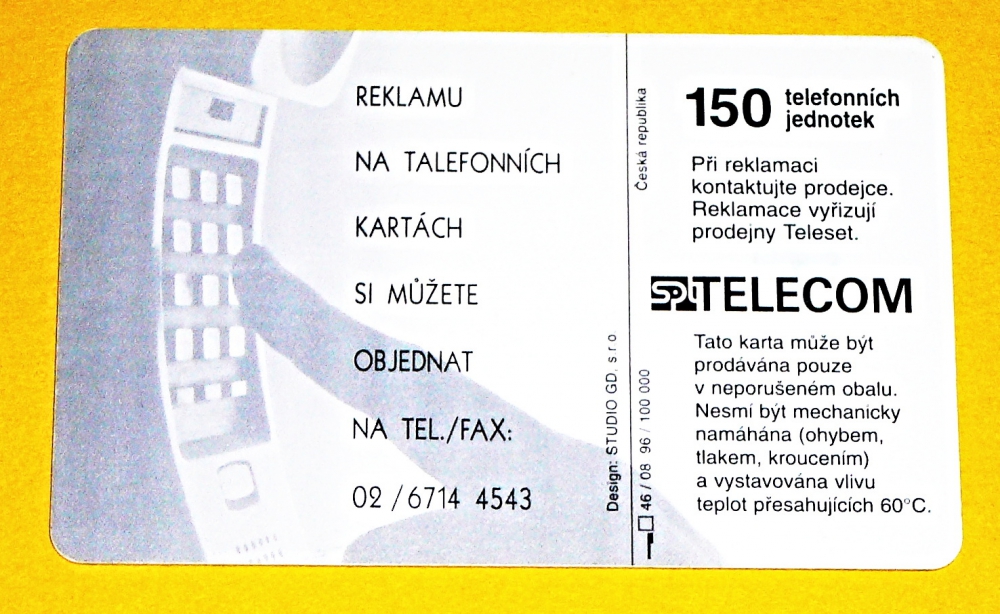 REKLAMU
NA TALEFONNÍCH
KARTÁCH
SI MŮŽETE
OBJEDNAT
NA TEL./FAX:
02 / 6714 4543
Design: STUDIO GD, s r o
Česká republika
46 / 08 96 / 100 000
150 telefonních
jednotek
Při reklamaci
kontaktujte prodejce.
Reklamace vyřizují
prodejny Teleset.
SPT TELECOM
Tato karta může být
prodávána pouze
v neporušeném obalu.
Nesmí být mechanicky
namáhána (ohybem,
tlakem, kroucením)
a vystavována vlivu
teplot přesahujících 60°C.